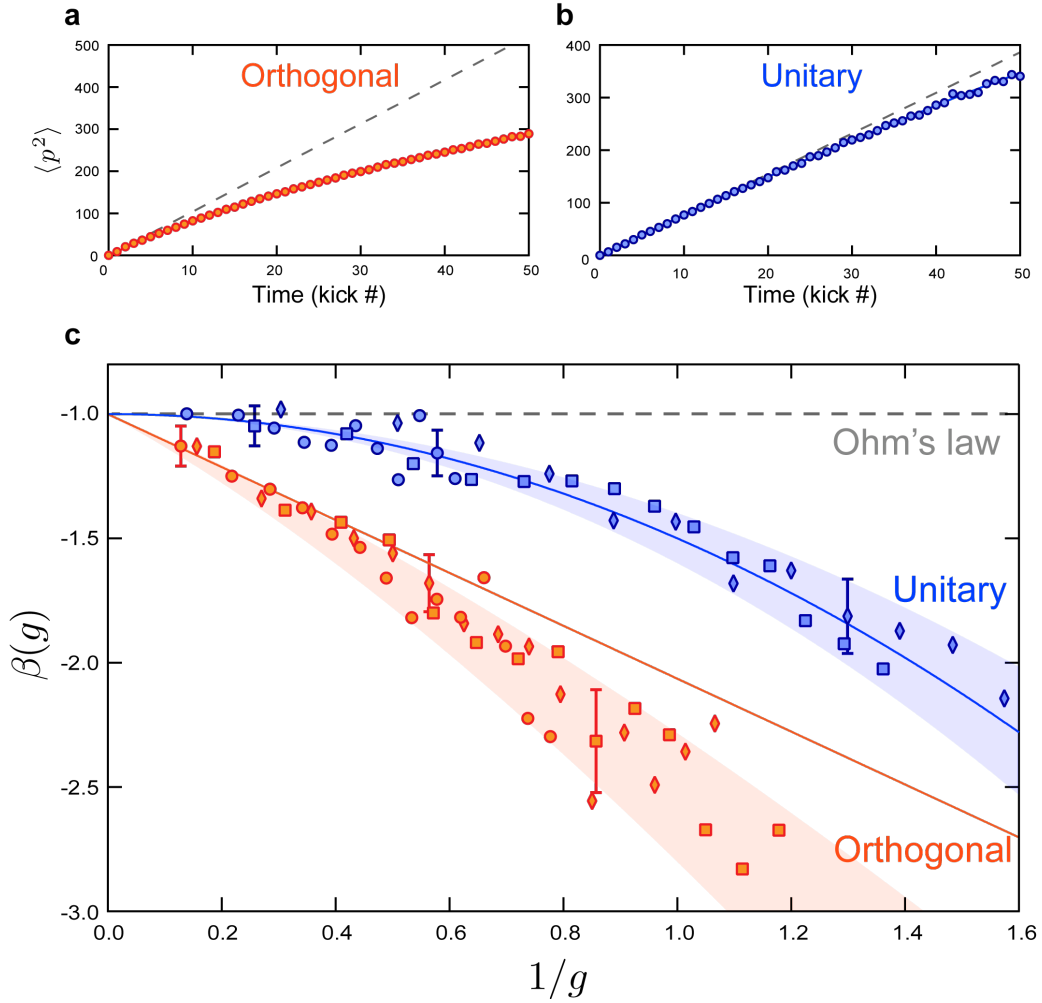 a
b
Orthogonal
Unitary
500
400
300
200
100
0
⟨p²⟩
0
10
20
30
40
50
Time (kick #)
400
300
200
100
0
0
10
20
30
40
50
Time (kick #)
c
-1.0
-1.5
-2.0
-2.5
-3.0
β(g)
Ohm's law
Unitary
Orthogonal
0.0
0.2
0.4
0.6
0.8
1.0
1.2
1.4
1.6
1/g